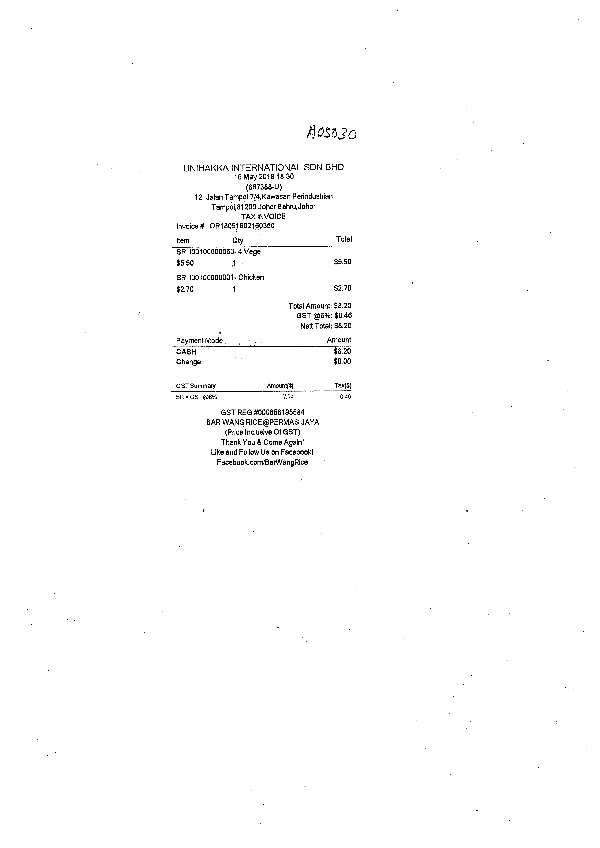 UNIHAKKA INTERNATIONAL SDN BHD
16 May 2018 18:30
(867388-U)
12, Jalan Tampoi 7/4,Kawasan Perindustrian
Tampoi,81200 Johor Bahru,Johor
TAX INVOICE
Invoice # : OR18051602160360
Item Qty Total
SR I00100000060- 4 Vege
$5.50 1 $5.50
SR I00100000001- Chicken
$2.70 1 $2.70
Total Amount: $8.20
GST @6%: $0.46
Nett Total: $8.20
Payment Mode Amount
CASH $8.20
Change $0.00
GST Summary Amount($) Tax($)
SR = GST @6% 7.74 0.46
GST REG #000656195584
BAR WANG RICE@PERMAS JAYA
(Price Inclusive Of GST)
Thank You & Come Again!
Like and Follow Us on Facebook!
Facebook.com/BarWangRice